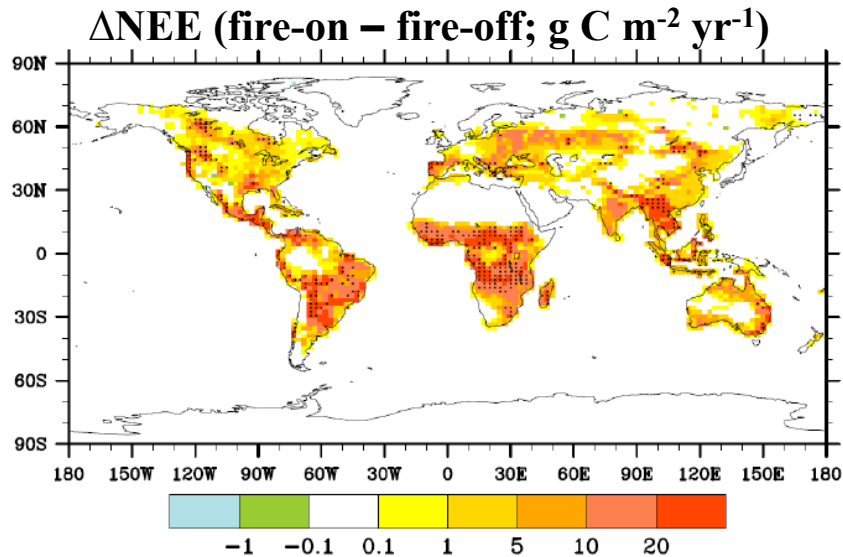 ΔNEE (fire-on – fire-off; g C m-2 yr-1)
90N
60N
30N
0
30S
60S
90S
180 150W 120W 90W 60W 30W 0 30E 60E 90E 120E 150E 180
−1 −0.1 0.1 1 5 10 20